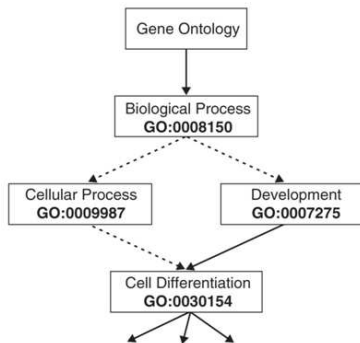 Gene Ontology
Biological Process
GO:0008150
Cellular Process
GO:0009987
Development
GO:0007275
Cell Differentiation
GO:0030154